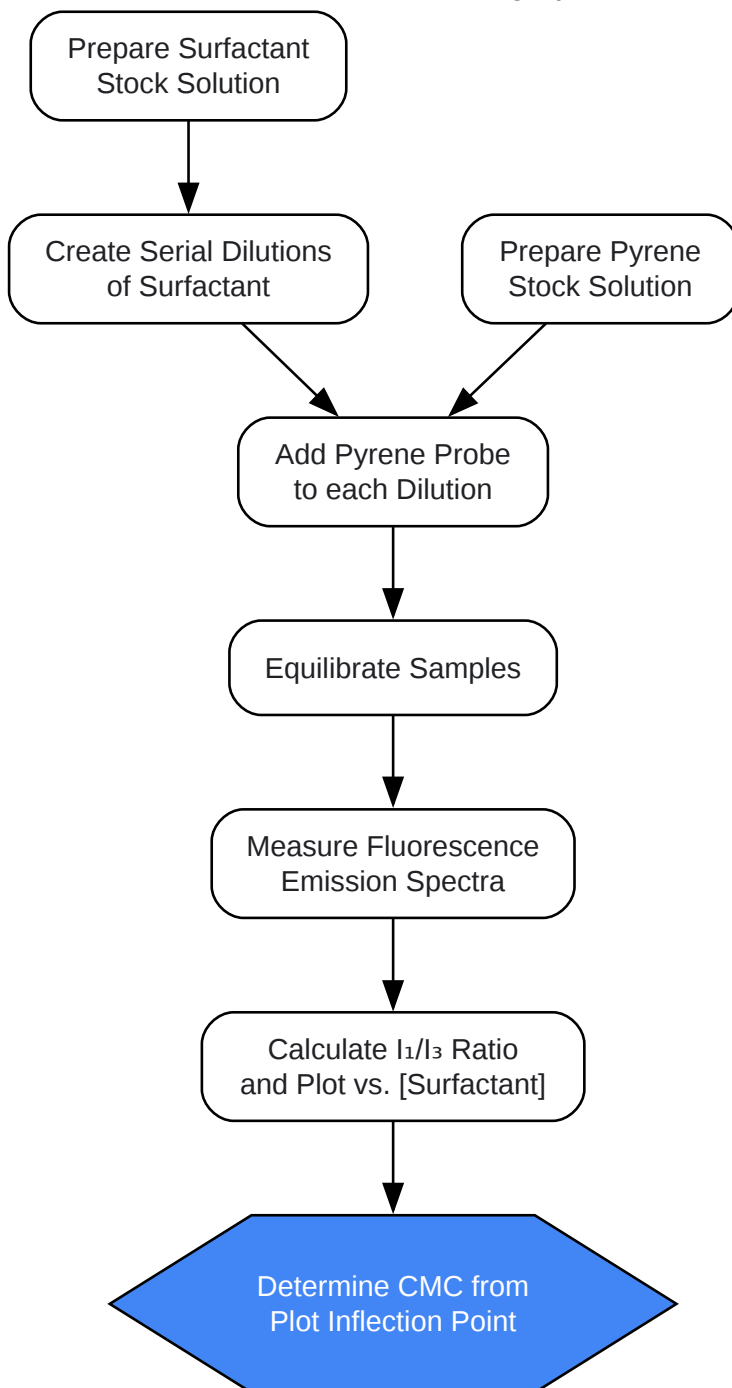 Prepare Surfactant
Stock Solution
Create Serial Dilutions
of Surfactant
Prepare Pyrene
Stock Solution
Add Pyrene Probe
to each Dilution
Equilibrate Samples
Measure Fluorescence
Emission Spectra
Calculate I₁/I₃ Ratio
and Plot vs. [Surfactant]
Determine CMC from
Plot Inflection Point